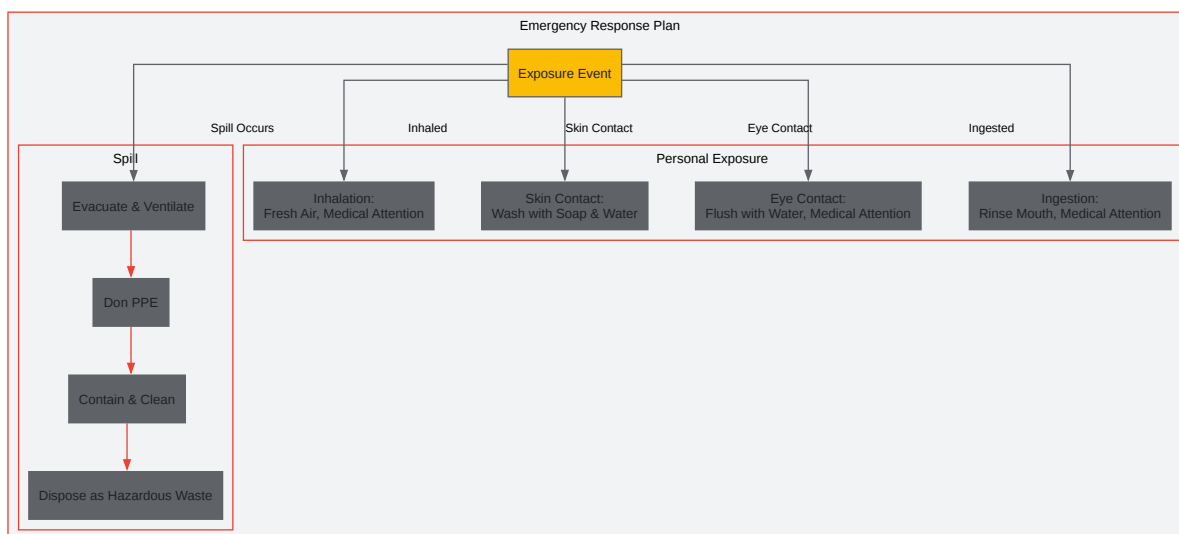 Emergency Response Plan
Exposure Event
Spill Occurs
Inhaled
Skin Contact
Eye Contact
Ingested
Spill
Personal Exposure
Evacuate & Ventilate
Inhalation:
Fresh Air, Medical Attention
Skin Contact:
Wash with Soap & Water
Eye Contact:
Flush with Water, Medical Attention
Ingestion:
Rinse Mouth, Medical Attention
Don PPE
Contain & Clean
Dispose as Hazardous Waste